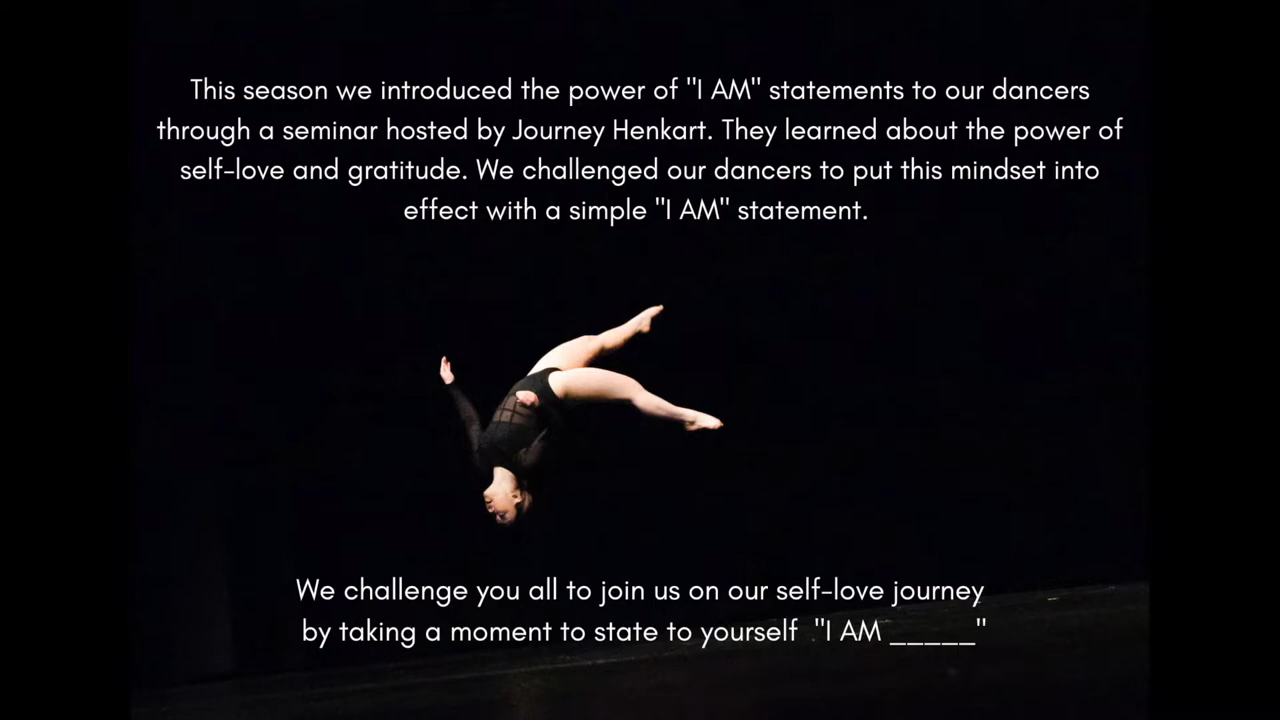 This season we introduced the power of "I AM" statements to our dancers
through a seminar hosted by Journey Henkart. They learned about the power of
self-love and gratitude. We challenged our dancers to put this mindset into
effect with a simple "I AM" statement.
We challenge you all to join us on our self-love journey
by taking a moment to state to yourself "I AM _____"